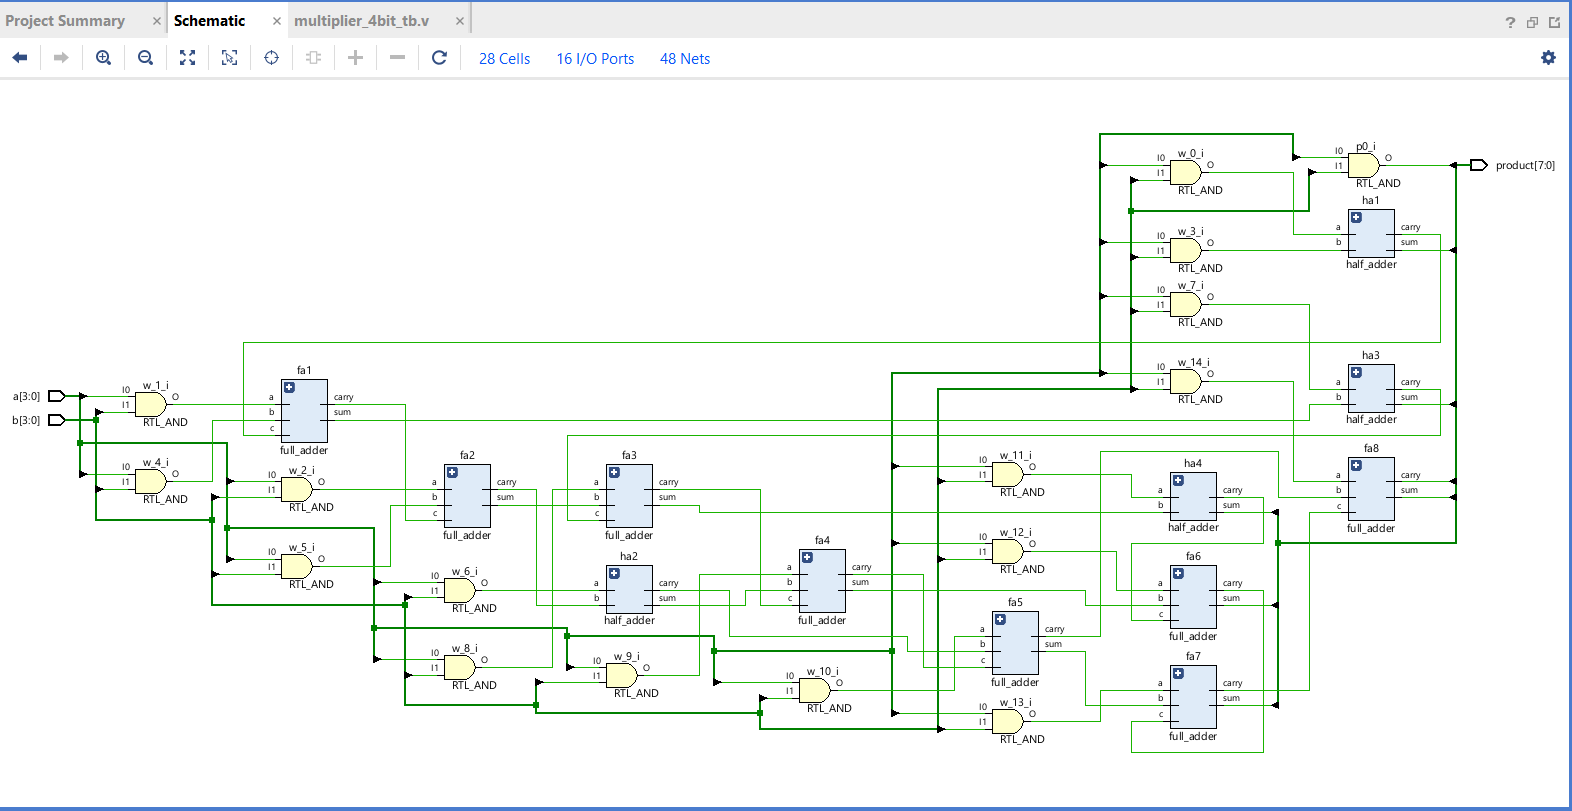 Project Summary × Schematic × multiplier_4bit_tb.v ×
?
28 Cells 16 I/O Ports 48 Nets
w_0_i
I0
I1
O
RTL_AND
p0_i
I0
I1
O
RTL_AND
product[7:0]
ha1
a
b
carry
sum
half_adder
w_3_i
I0
I1
O
RTL_AND
w_7_i
I0
I1
O
RTL_AND
w_14_i
I0
I1
O
RTL_AND
ha3
a
b
carry
sum
half_adder
a[3:0]
b[3:0]
w_1_i
I0
I1
O
RTL_AND
fa1
a
b
c
carry
sum
full_adder
w_4_i
I0
I1
O
RTL_AND
w_2_i
I0
I1
O
RTL_AND
fa2
a
b
c
carry
sum
full_adder
fa3
a
b
c
carry
sum
full_adder
w_11_i
I0
I1
O
RTL_AND
ha4
a
b
carry
sum
half_adder
fa8
a
b
c
carry
sum
full_adder
w_5_i
I0
I1
O
RTL_AND
w_6_i
I0
I1
O
RTL_AND
ha2
a
b
carry
sum
half_adder
fa4
a
b
c
carry
sum
full_adder
w_12_i
I0
I1
O
RTL_AND
fa6
a
b
c
carry
sum
full_adder
w_8_i
I0
I1
O
RTL_AND
w_9_i
I0
I1
O
RTL_AND
w_10_i
I0
I1
O
RTL_AND
fa5
a
b
c
carry
sum
full_adder
fa7
a
b
c
carry
sum
full_adder
w_13_i
I0
I1
O
RTL_AND